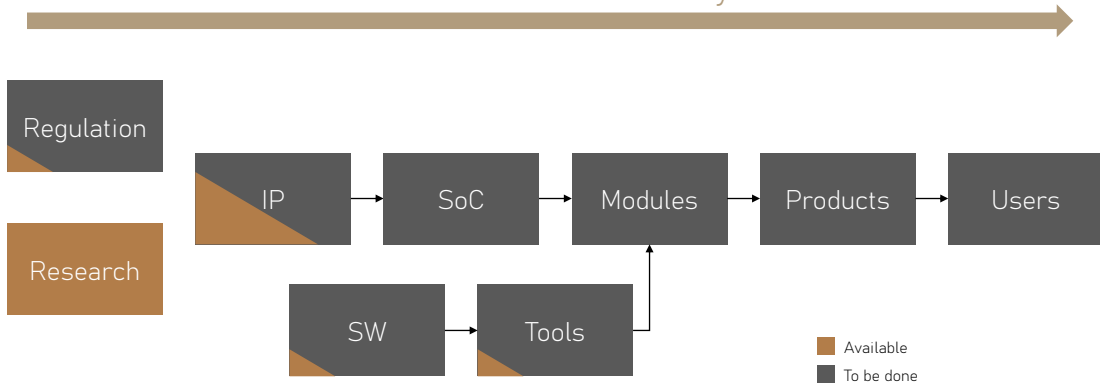 Regulation
Research
IP
SoC
Modules
Products
Users
SW
Tools
Available
To be done